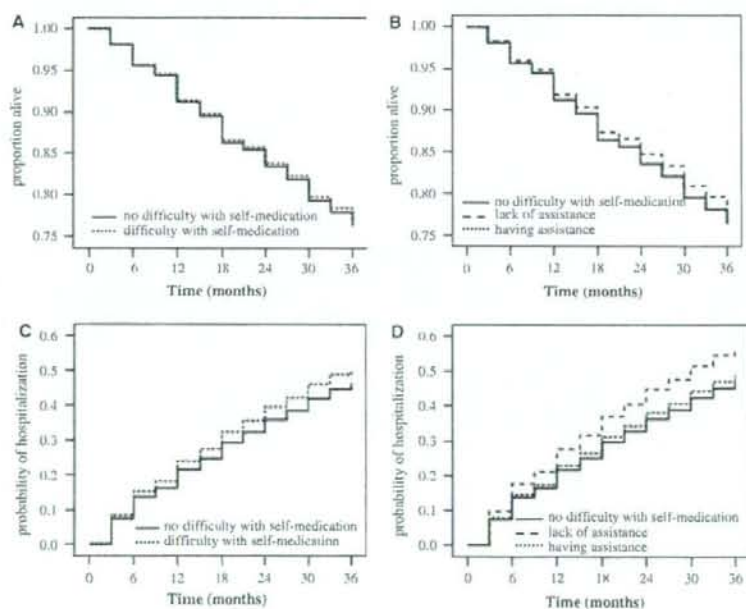 A
1.00
0.95
0.90
0.85
0.80
0.75
proportion alive
no difficulty with self-medication
difficulty with self-medication
0 6 12 18 24 30 36
Time (months)
B
1.00
0.95
0.90
0.85
0.80
0.75
proportion alive
no difficulty with self-medication
lack of assistance
having assistance
0 6 12 18 24 30 36
Time (months)
C
0.6
0.5
0.4
0.3
0.2
0.1
0.0
probability of hospitalization
no difficulty with self-medication
difficulty with self-medication
0 6 12 18 24 30 36
Time (months)
D
0.6
0.5
0.4
0.3
0.2
0.1
0.0
probability of hospitalization
no difficulty with self-medication
lack of assistance
having assistance
0 6 12 18 24 30 36
Time (months)